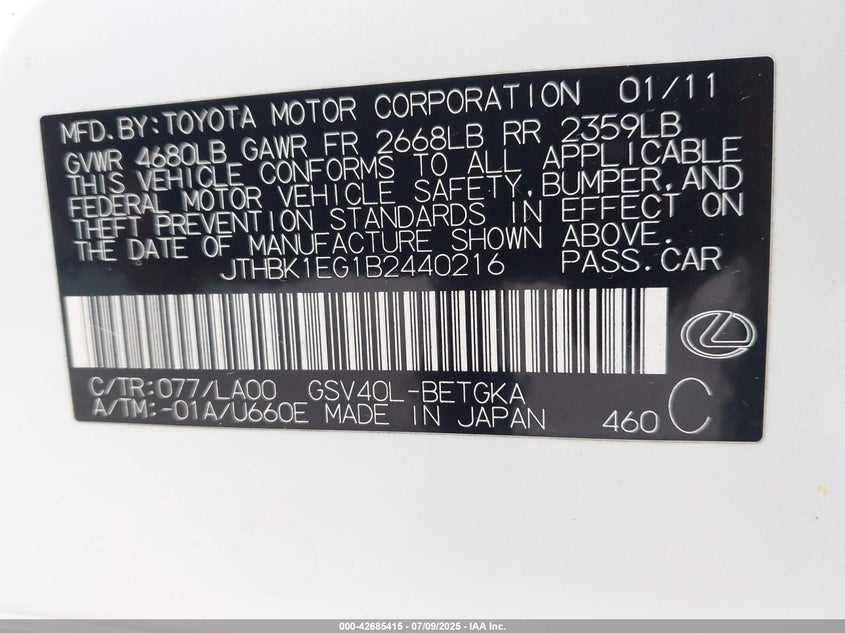 MFD. BY: TOYOTA MOTOR CORPORATION 01/11
GVWR 4680LB GAWR FR 2668LB RR 2359LB
THIS VEHICLE CONFORMS TO ALL APPLICABLE
FEDERAL MOTOR VEHICLE SAFETY, BUMPER, AND
THEFT PREVENTION STANDARDS IN EFFECT ON
THE DATE OF MANUFACTURE SHOWN ABOVE.
JTHBK1EG1B2440216 PASS. CAR
C/TR: 077/LA00 GSV40L-BETGKA C
A/TM: -01A/U660E MADE IN JAPAN 460
000-42685415 - 07/09/2025 - IAA Inc.